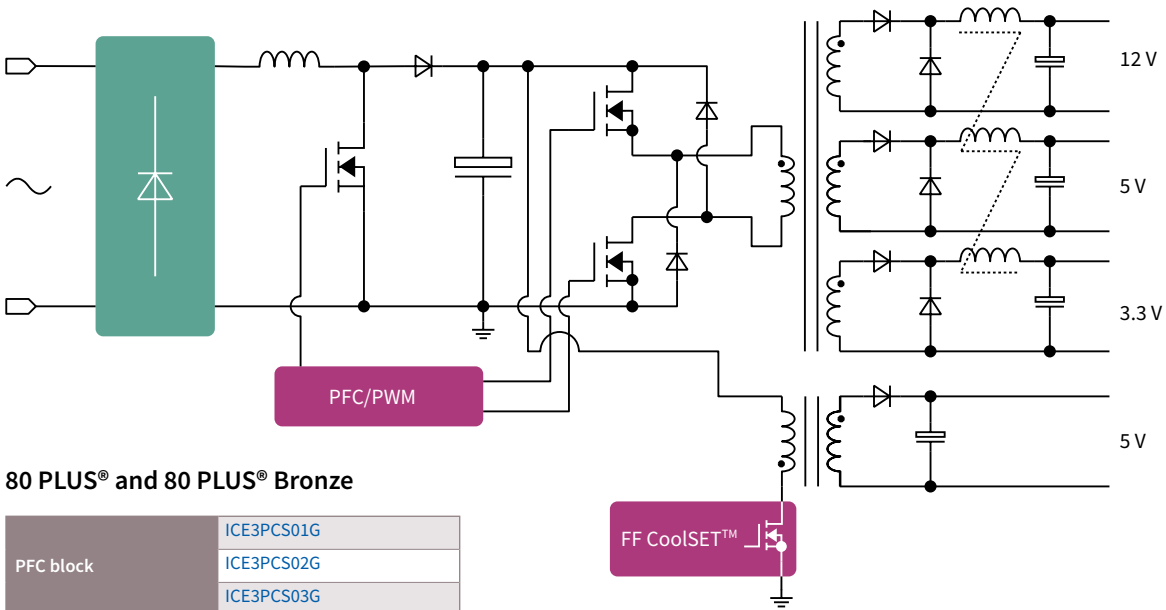 12 V
5 V
3.3 V
PFC/PWM
5 V
80 PLUS® and 80 PLUS® Bronze
FF CoolSET™
PFC block
ICE3PCS01G
ICE3PCS02G
ICE3PCS03G